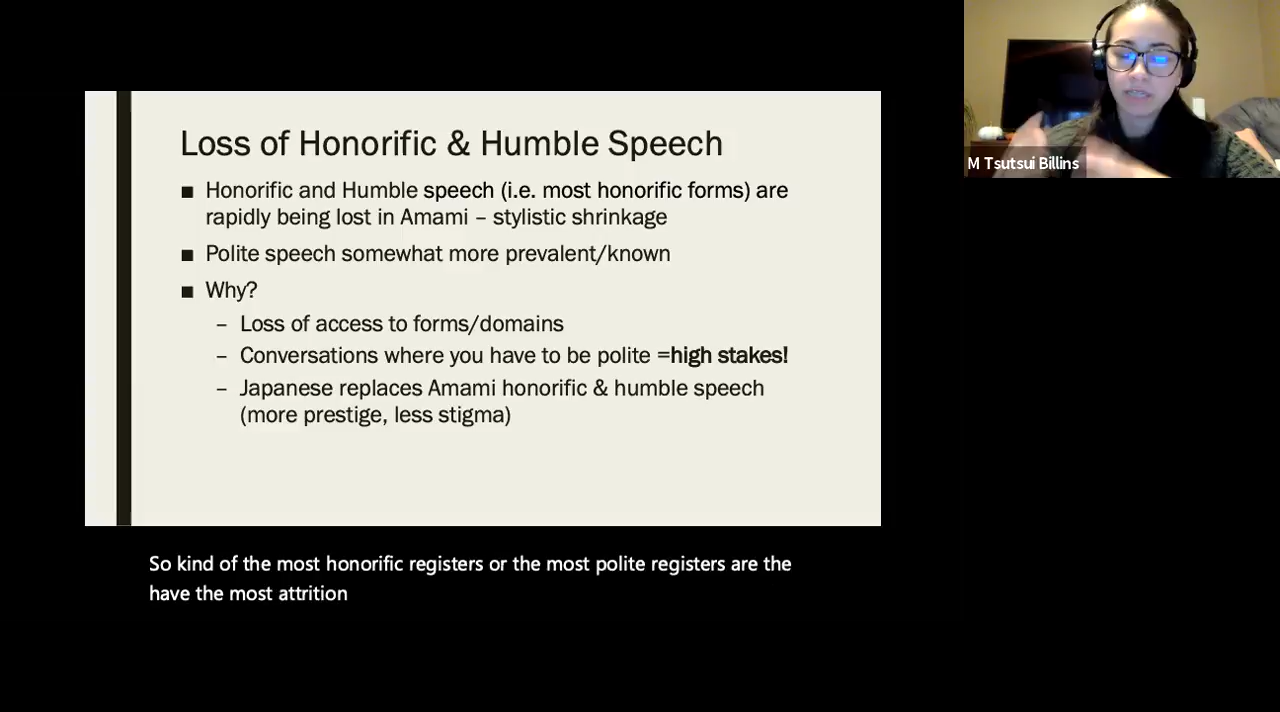 Loss of Honorific & Humble Speech
■ Honorific and Humble speech (i.e. most honorific forms) are
rapidly being lost in Amami – stylistic shrinkage
■ Polite speech somewhat more prevalent/known
■ Why?
– Loss of access to forms/domains
– Conversations where you have to be polite =high stakes!
– Japanese replaces Amami honorific & humble speech
(more prestige, less stigma)
M Tsutsui Billins
So kind of the most honorific registers or the most polite registers are the
have the most attrition